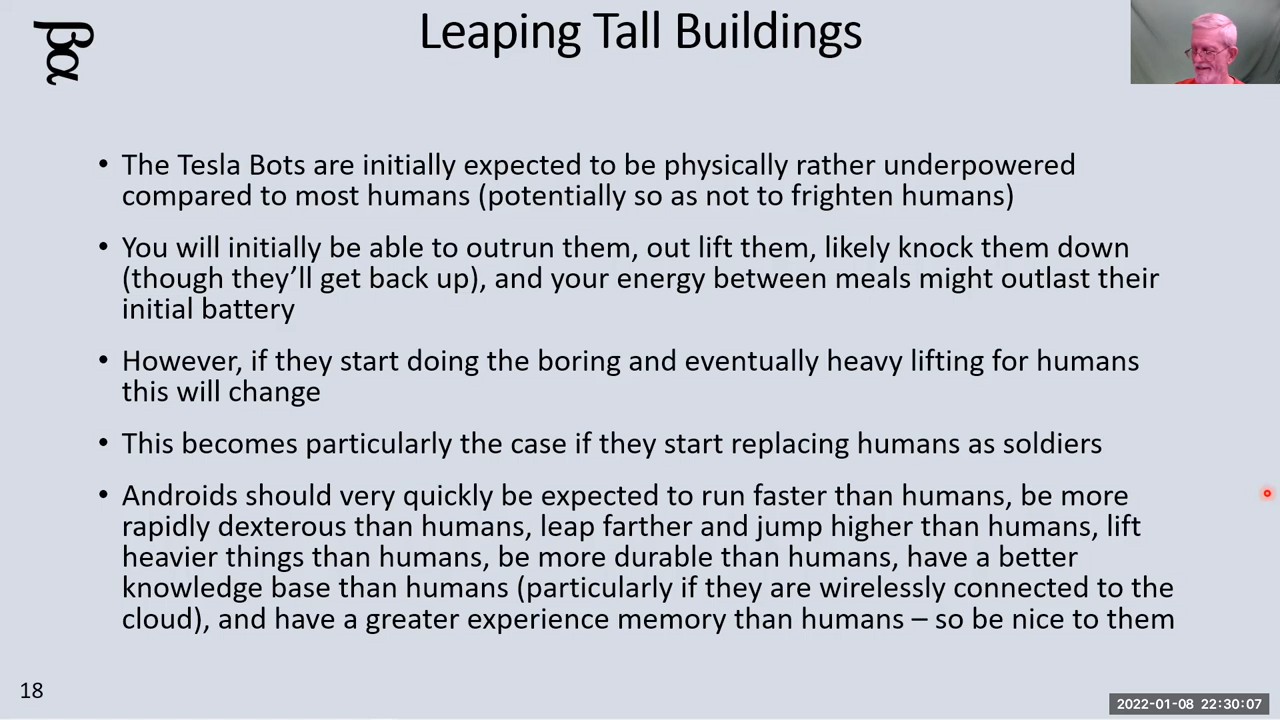 Leaping Tall Buildings
βα
• The Tesla Bots are initially expected to be physically rather underpowered
compared to most humans (potentially so as not to frighten humans)
• You will initially be able to outrun them, out lift them, likely knock them down
(though they’ll get back up), and your energy between meals might outlast their
initial battery
• However, if they start doing the boring and eventually heavy lifting for humans
this will change
• This becomes particularly the case if they start replacing humans as soldiers
• Androids should very quickly be expected to run faster than humans, be more
rapidly dexterous than humans, leap farther and jump higher than humans, lift
heavier things than humans, be more durable than humans, have a better
knowledge base than humans (particularly if they are wirelessly connected to the
cloud), and have a greater experience memory than humans – so be nice to them
18
2022-01-08 22:30:07